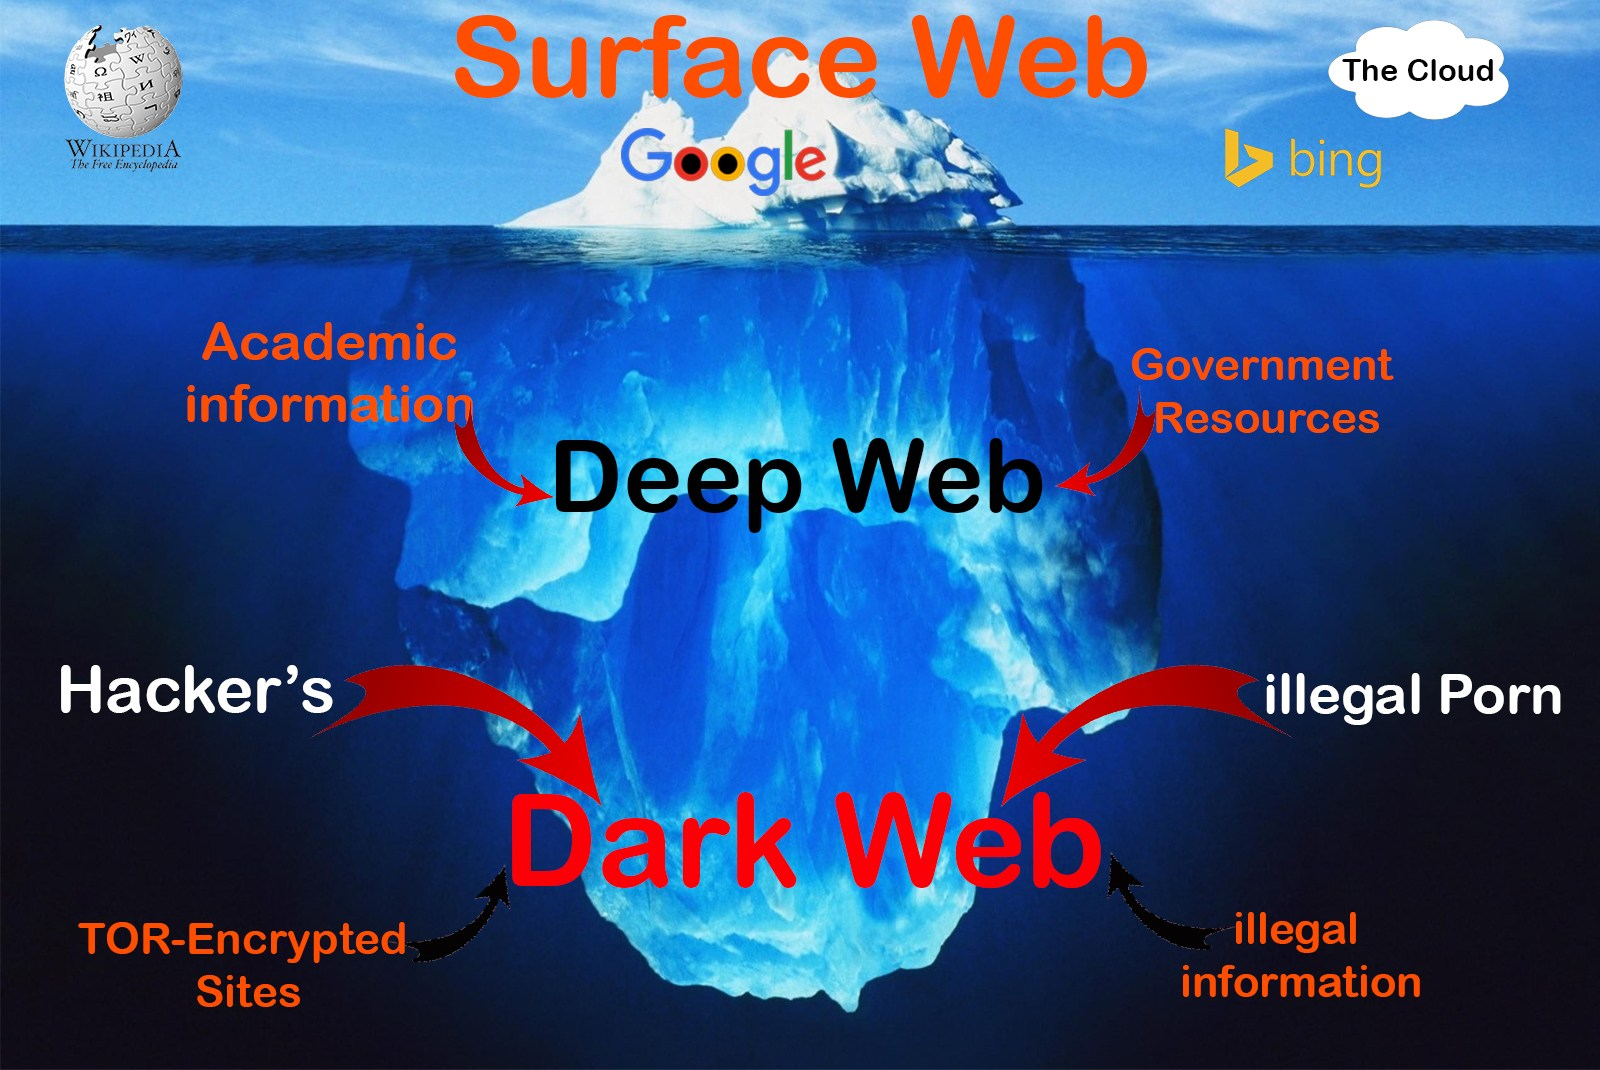 Surface Web
WIKIPEDIA
The Free Encyclopedia
Google
The Cloud
bing
Academic
information
Government
Resources
Deep Web
Hacker’s
illegal Porn
Dark Web
TOR-Encrypted
Sites
illegal
information